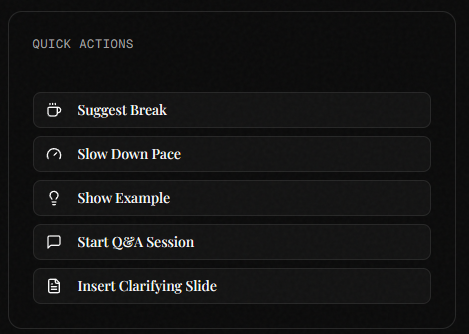 QUICK ACTIONS
Suggest Break
Slow Down Pace
Show Example
Start Q&A Session
Insert Clarifying Slide